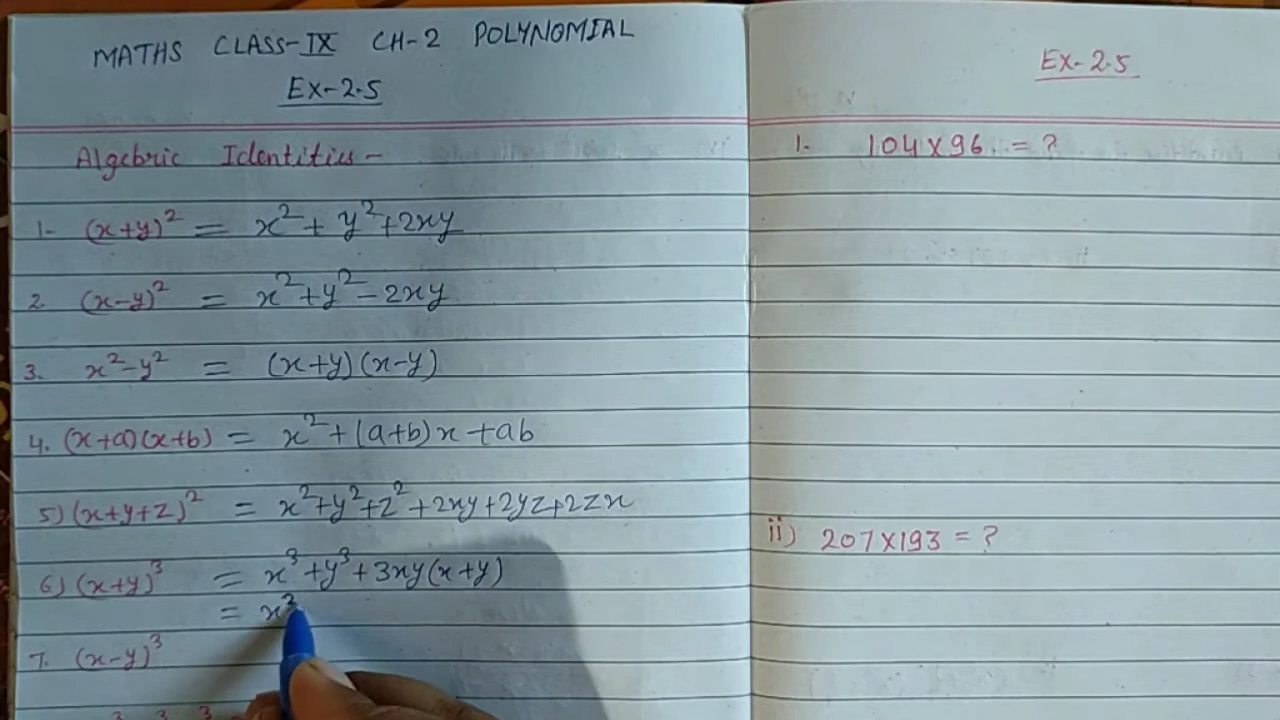 MATHS CLASS-IX CH-2 POLYNOMIAL
EX-2.5
Algebric Identities -
1- (x+y)² = x²+ y²+2xy
2. (x-y)² = x²+y²-2xy
3. x²-y² = (x+y)(x-y)
4. (x+a)(x+b) = x²+(a+b)x+ab
5) (x+y+z)² = x²+y²+z²+2xy+2yz+2zx
6) (x+y)³ = x³+y³+3xy(x+y)
= x³
7. (x-y)³
EX-2.5
1. 104×96 = ?
ii) 207×193 = ?